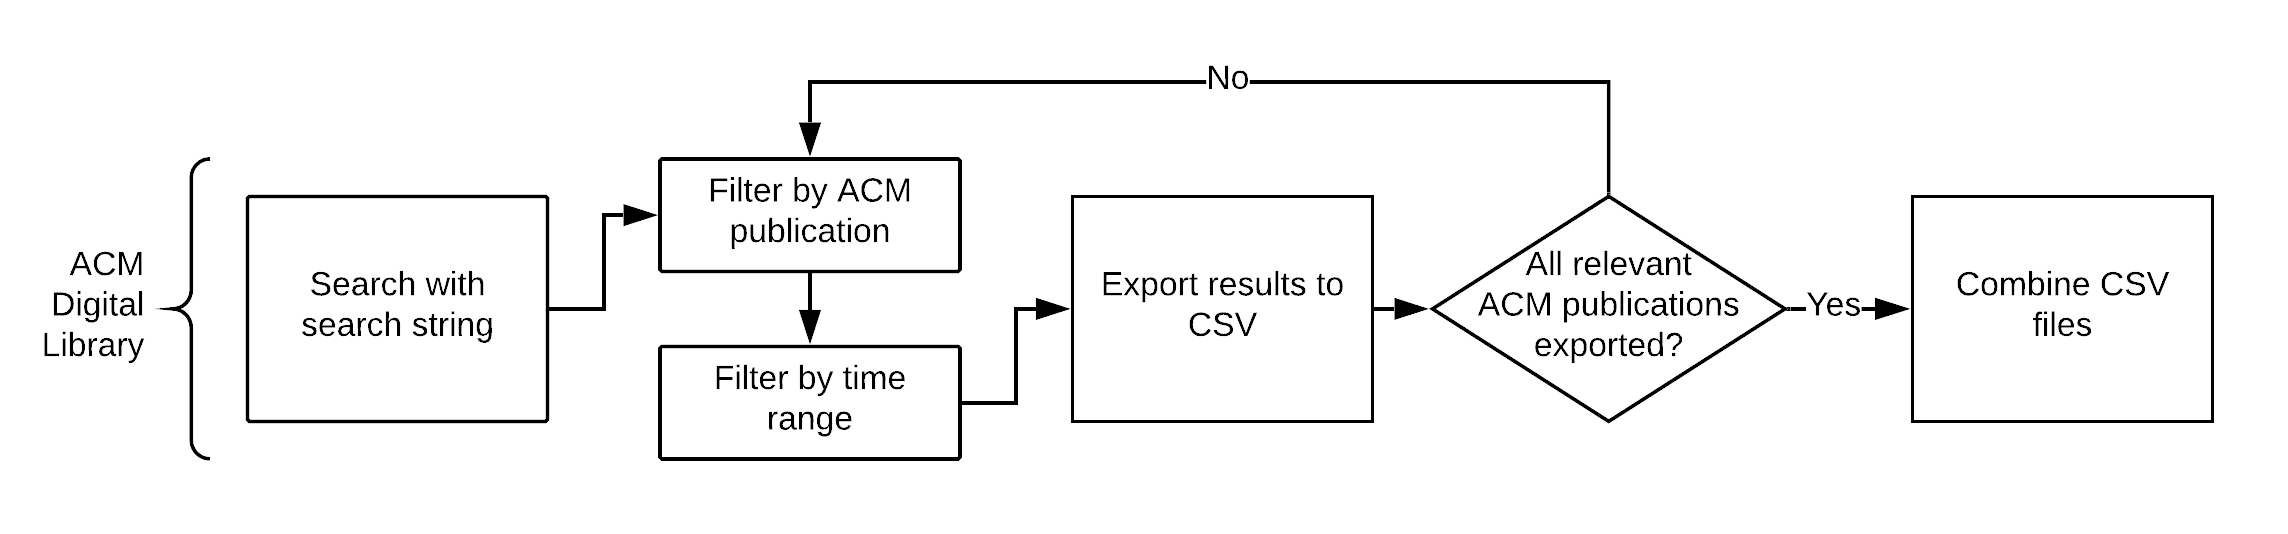 ACM
Digital
Library
Search with
search string
Filter by ACM
publication
Filter by time
range
Export results to
CSV
All relevant
ACM publications
exported?
No
Yes
Combine CSV
files